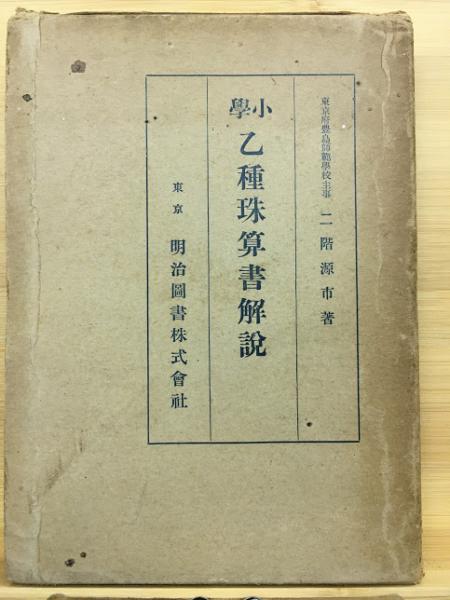 東京府豊島師範學校主事 二階源市著
小學 乙種珠算書解說
東京 明治圖書株式會社